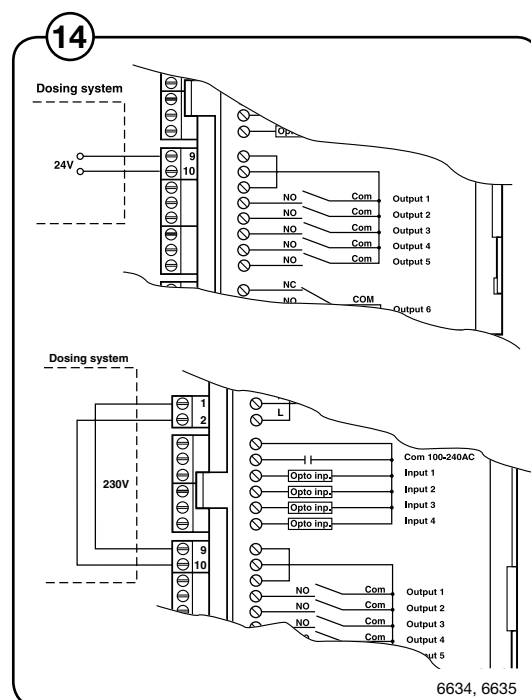 14
Dosing system
24V
9
10
NO Com Output 1
NO Com Output 2
NO Com Output 3
NO Com Output 4
NO Com Output 5
NC
NO COM Output 6
Dosing system
230V
1
2
L
Com 100-240AC
Opto inp. Input 1
Opto inp. Input 2
Opto inp. Input 3
Opto inp. Input 4
9
10
NO Com Output 1
NO Com Output 2
NO Com Output 3
Com Output 4
6634, 6635